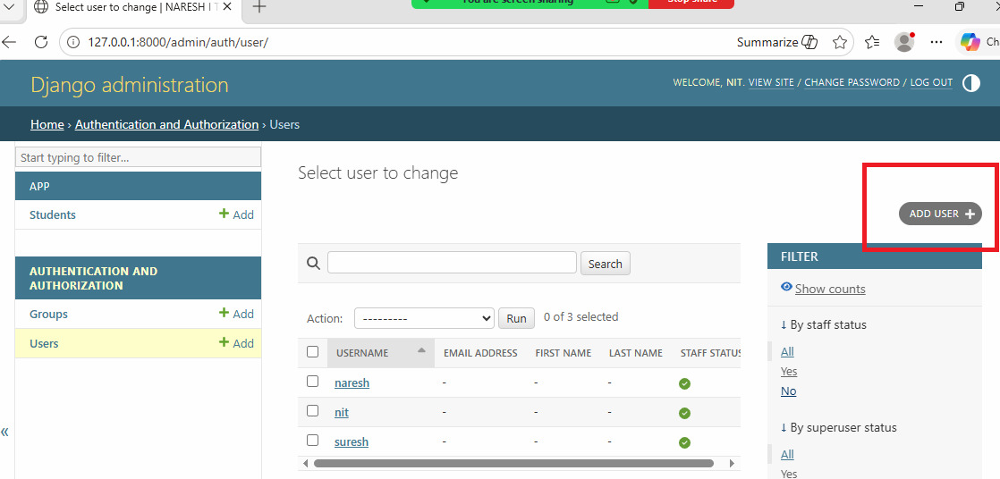 Select user to change | NARESH I T
You are screen sharing
Stop share
127.0.0.1:8000/admin/auth/user/
Summarize
Ch
Django administration
WELCOME, NIT. VIEW SITE / CHANGE PASSWORD / LOG OUT
Home › Authentication and Authorization › Users
Start typing to filter...
APP
Students + Add
AUTHENTICATION AND
AUTHORIZATION
Groups + Add
Users + Add
«
Select user to change
ADD USER +
Search
Action: --------- Run 0 of 3 selected
USERNAME EMAIL ADDRESS FIRST NAME LAST NAME STAFF STATUS
naresh - - -
nit - - -
suresh - - -
FILTER
Show counts
↓ By staff status
All
Yes
No
↓ By superuser status
All
Yes